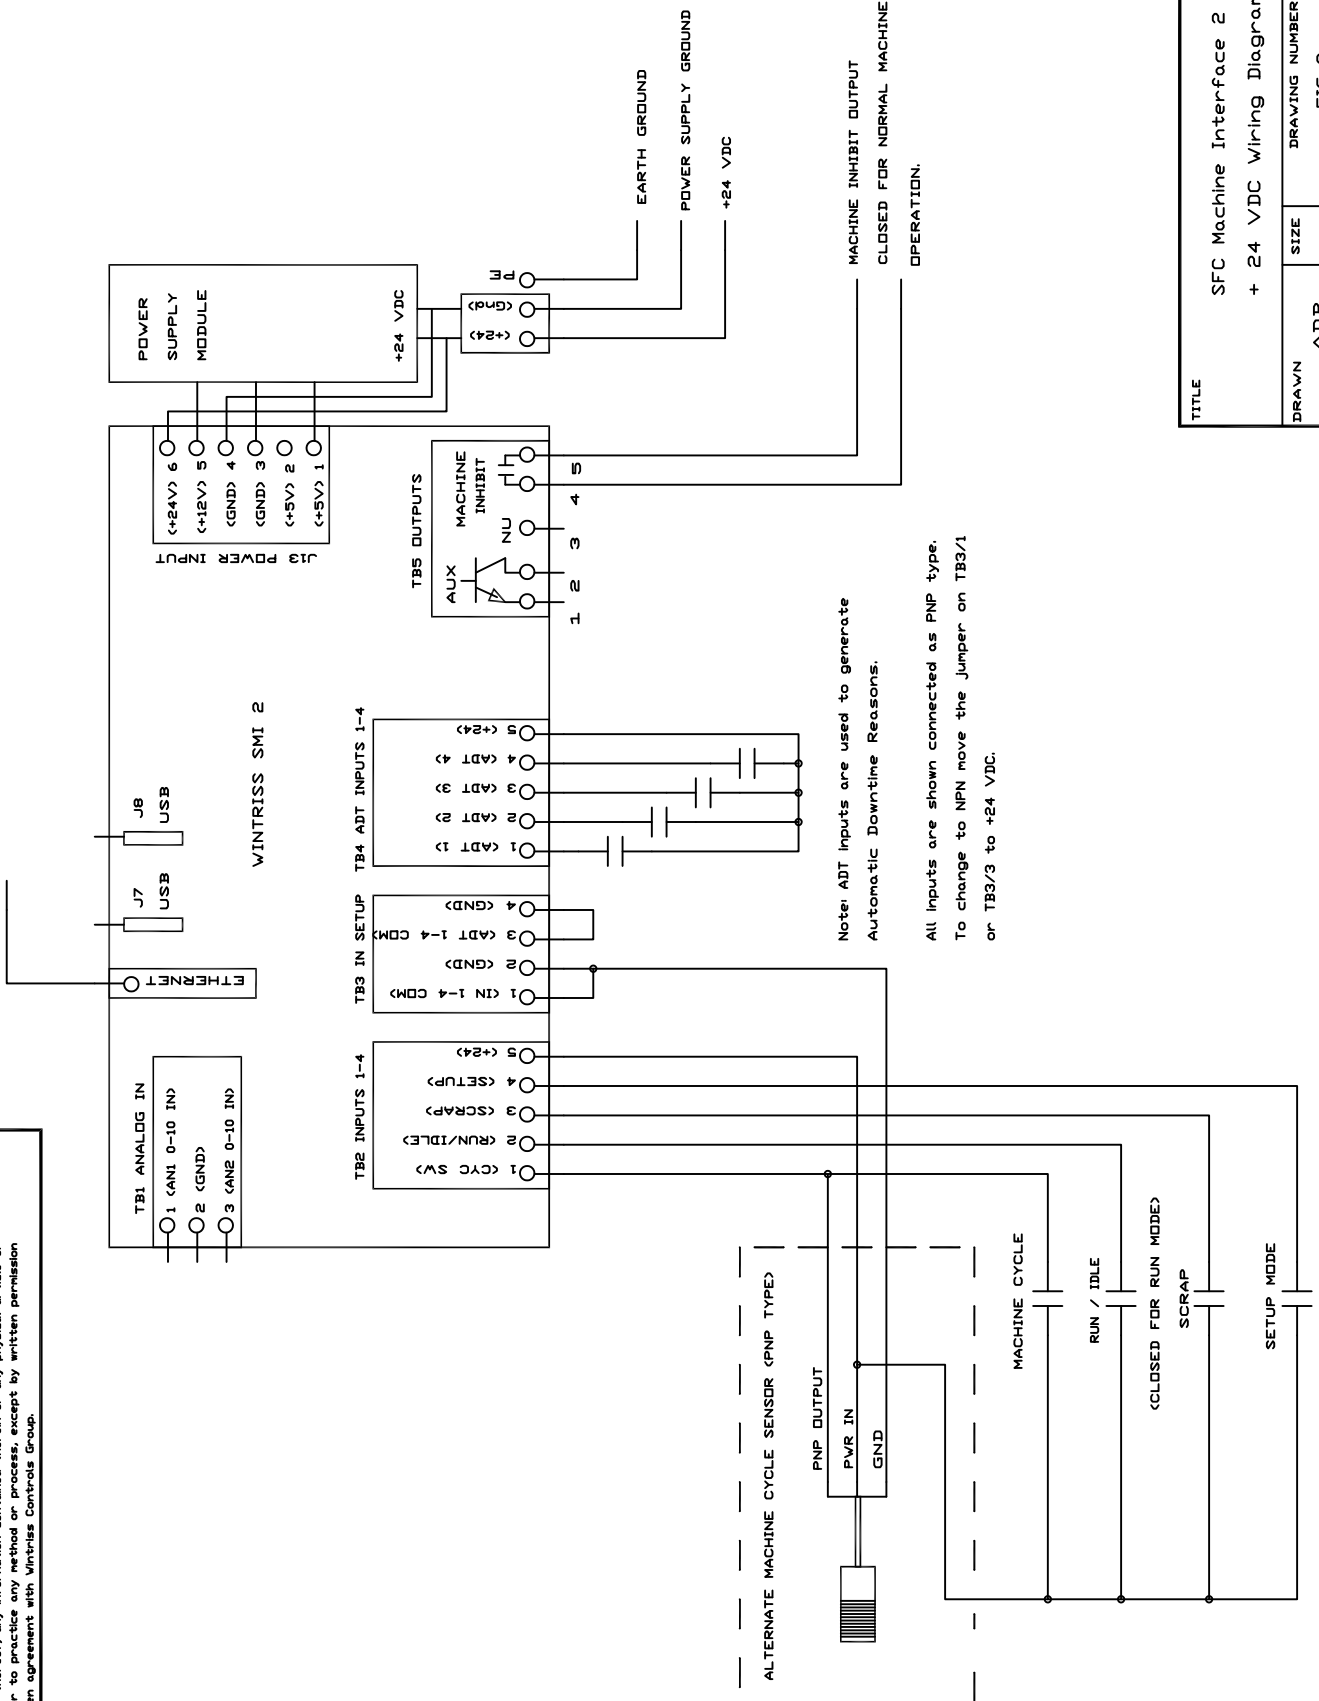 r to practice any method or process, except by written permission
en agreement with Wintriss Controls Group.
TB1 ANALOG IN
1 (AN1 0-10 IN)
2 (GND)
3 (AN2 0-10 IN)
ETHERNET
J7
USB
J8
USB
WINTRISS SMI 2
J13 POWER INPUT
(+24V) 6
(+12V) 5
(GND) 4
(GND) 3
(+5V) 2
(+5V) 1
POWER
SUPPLY
MODULE
+24 VDC
PE
(Gnd)
(+24)
EARTH GROUND
POWER SUPPLY GROUND
+24 VDC
TB2 INPUTS 1-4
5 (+24)
4 (SETUP)
3 (SCRAP)
2 (RUN/IDLE)
1 (CYC SW)
TB3 IN SETUP
4 (GND)
3 (ADT 1-4 COM)
2 (GND)
1 (IN 1-4 COM)
TB4 ADT INPUTS 1-4
5 (+24)
4 (ADT 4)
3 (ADT 3)
2 (ADT 2)
1 (ADT 1)
TB5 OUTPUTS
AUX
NU
MACHINE
INHIBIT
1
2
3
4
5
MACHINE INHIBIT OUTPUT
CLOSED FOR NORMAL MACHINE
OPERATION.
Note: ADT inputs are used to generate
Automatic Downtime Reasons.
All inputs are shown connected as PNP type.
To change to NPN move the jumper on TB3/1
or TB3/3 to +24 VDC.
ALTERNATE MACHINE CYCLE SENSOR (PNP TYPE)
PNP OUTPUT
PWR IN
GND
MACHINE CYCLE
RUN / IDLE
(CLOSED FOR RUN MODE)
SCRAP
SETUP MODE
TITLE
SFC Machine Interface 2
+ 24 VDC Wiring Diagram
DRAWN
SIZE
DRAWING NUMBER